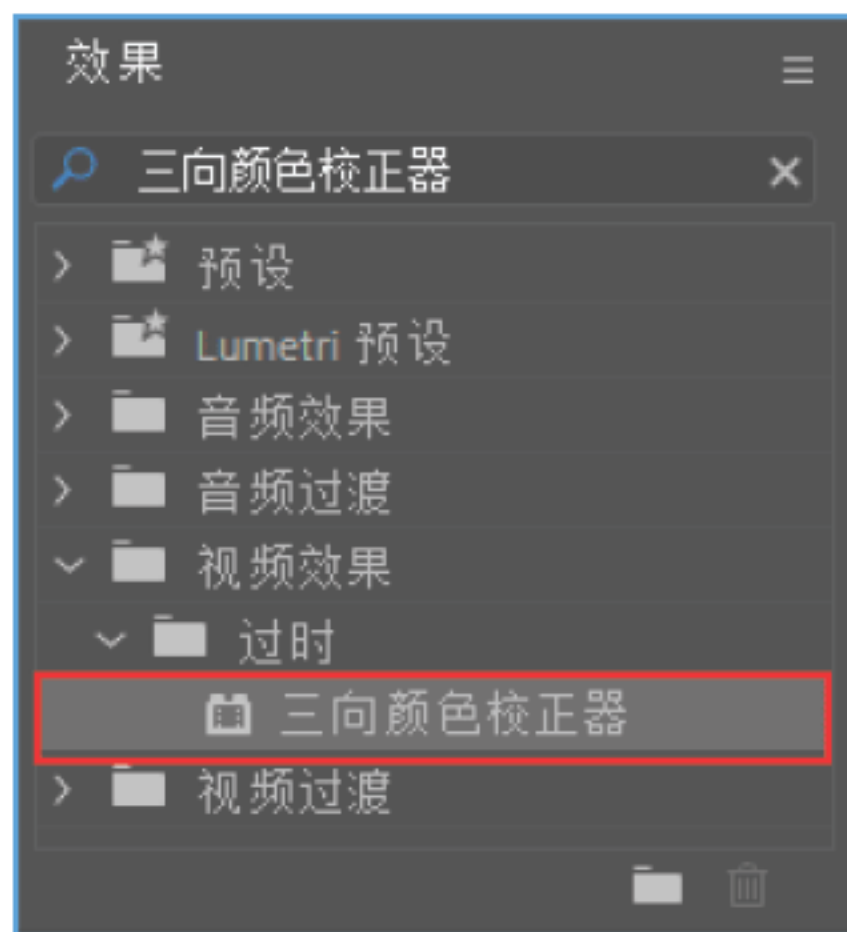 效果
三向颜色校正器
预设
Lumetri 预设
音频效果
音频过渡
视频效果
过时
三向颜色校正器
视频过渡